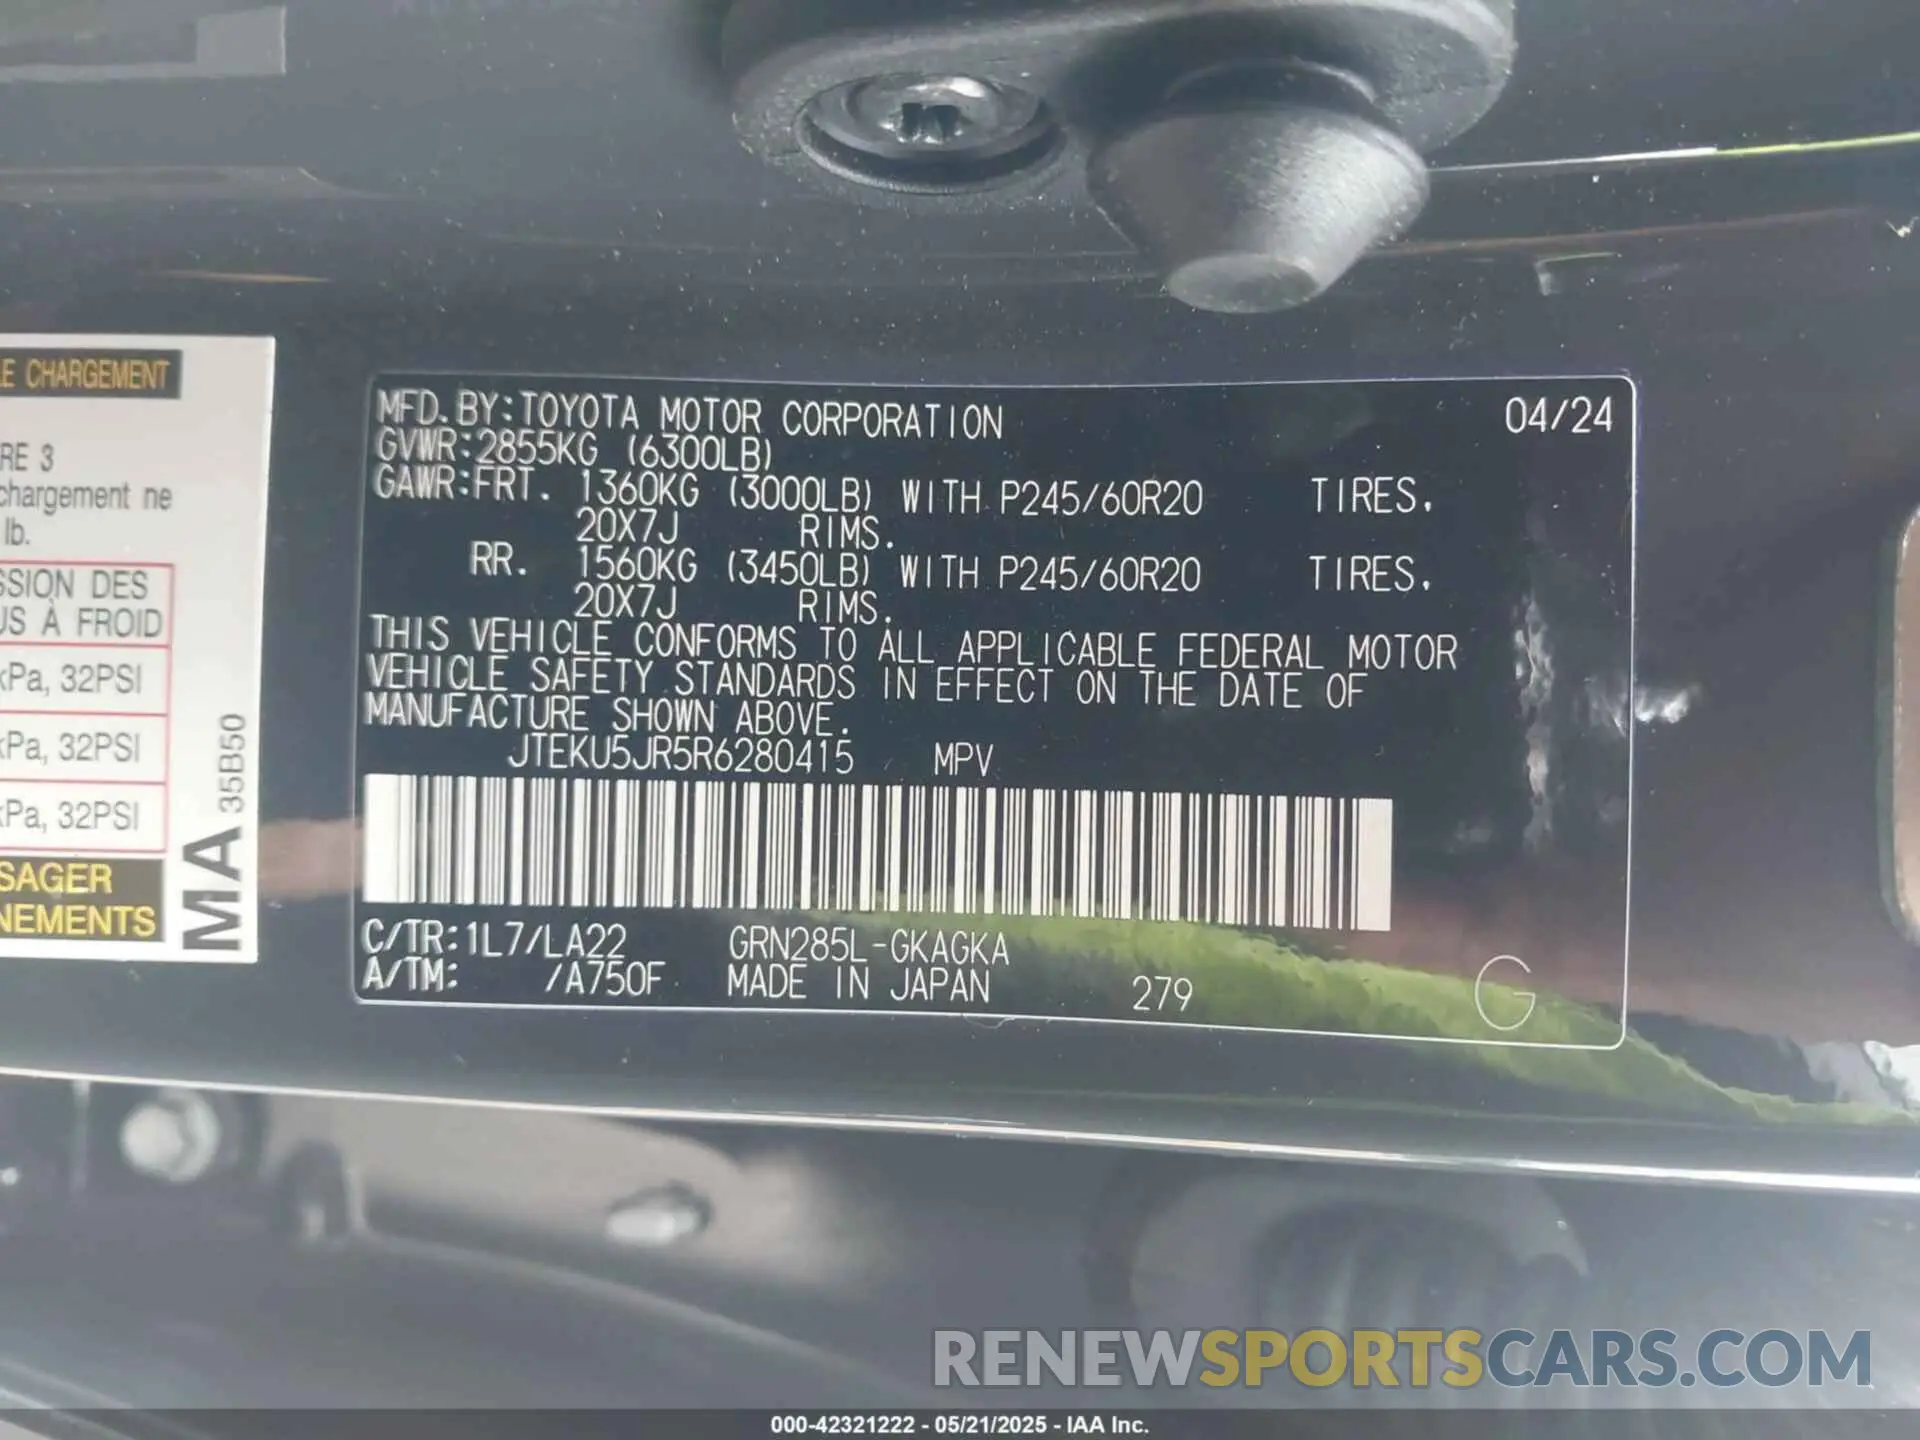 LE CHARGEMENT
RE 3
chargement ne
lb.
SSION DES
US À FROID
kPa, 32PSI
kPa, 32PSI
kPa, 32PSI
SAGER
NEMENTS
MA 35B50
MFD.BY:TOYOTA MOTOR CORPORATION 04/24
GVWR:2855KG (6300LB)
GAWR:FRT. 1360KG (3000LB) WITH P245/60R20 TIRES.
20X7J RIMS.
RR. 1560KG (3450LB) WITH P245/60R20 TIRES.
20X7J RIMS.
THIS VEHICLE CONFORMS TO ALL APPLICABLE FEDERAL MOTOR
VEHICLE SAFETY STANDARDS IN EFFECT ON THE DATE OF
MANUFACTURE SHOWN ABOVE.
JTEKU5JR5R6280415 MPV
C/TR:1L7/LA22 GRN285L-GKAGKA
A/TM: /A750F MADE IN JAPAN 279 G
RENEWSPORTSCARS.COM
000-42321222 - 05/21/2025 - IAA Inc.